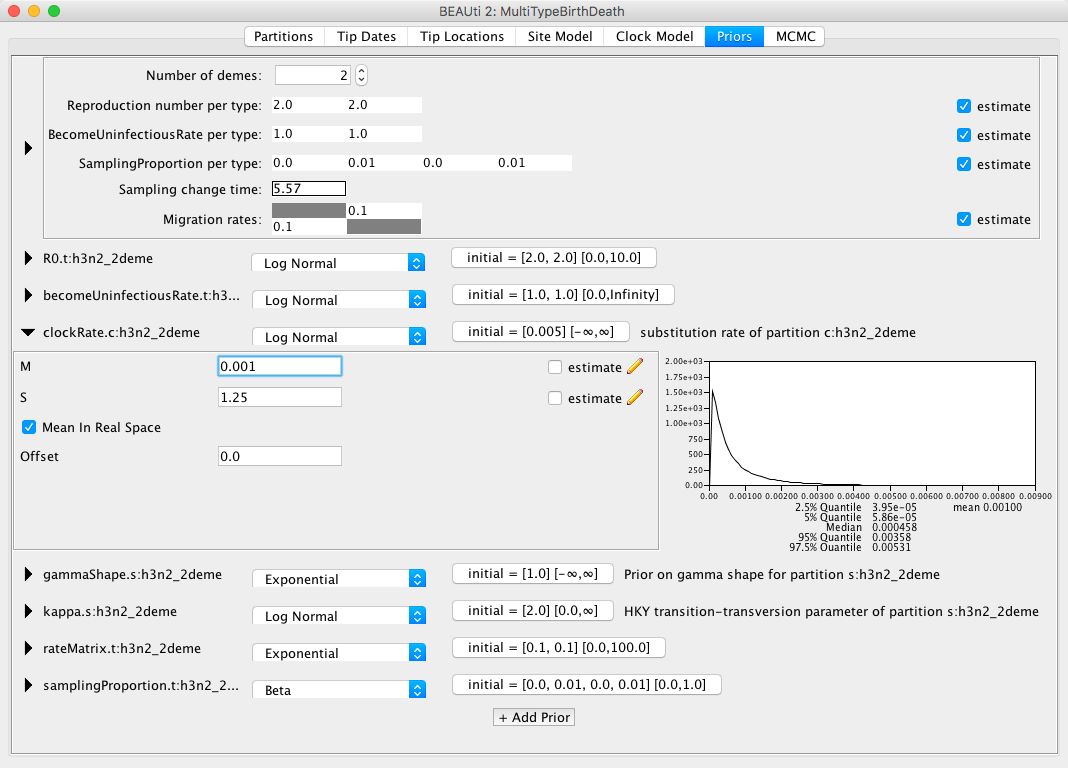 BEAUti 2: MultiTypeBirthDeath
Partitions Tip Dates Tip Locations Site Model Clock Model Priors MCMC
Number of demes: 2
Reproduction number per type: 2.0 2.0 estimate
BecomeUninfectiousRate per type: 1.0 1.0 estimate
SamplingProportion per type: 0.0 0.01 0.0 0.01 estimate
Sampling change time: 5.57
Migration rates: 0.1 estimate
0.1
R0.t:h3n2_2deme Log Normal initial = [2.0, 2.0] [0.0,10.0]
becomeUninfectiousRate.t:h3... Log Normal initial = [1.0, 1.0] [0.0,Infinity]
clockRate.c:h3n2_2deme Log Normal initial = [0.005] [-∞,∞] substitution rate of partition c:h3n2_2deme
M 0.001 estimate
S 1.25 estimate
Mean In Real Space
Offset 0.0
2.00e+03
1.75e+03
1.50e+03
1.25e+03
1.00e+03
750
500
250
0.00
0.00 0.00100 0.00200 0.00300 0.00400 0.00500 0.00600 0.00700 0.00800 0.00900
2.5% Quantile 3.95e-05 mean 0.00100
5% Quantile 5.86e-05
Median 0.000458
95% Quantile 0.00358
97.5% Quantile 0.00531
gammaShape.s:h3n2_2deme Exponential initial = [1.0] [-∞,∞] Prior on gamma shape for partition s:h3n2_2deme
kappa.s:h3n2_2deme Log Normal initial = [2.0] [0.0,∞] HKY transition-transversion parameter of partition s:h3n2_2deme
rateMatrix.t:h3n2_2deme Exponential initial = [0.1, 0.1] [0.0,100.0]
samplingProportion.t:h3n2_2... Beta initial = [0.0, 0.01, 0.0, 0.01] [0.0,1.0]
+ Add Prior